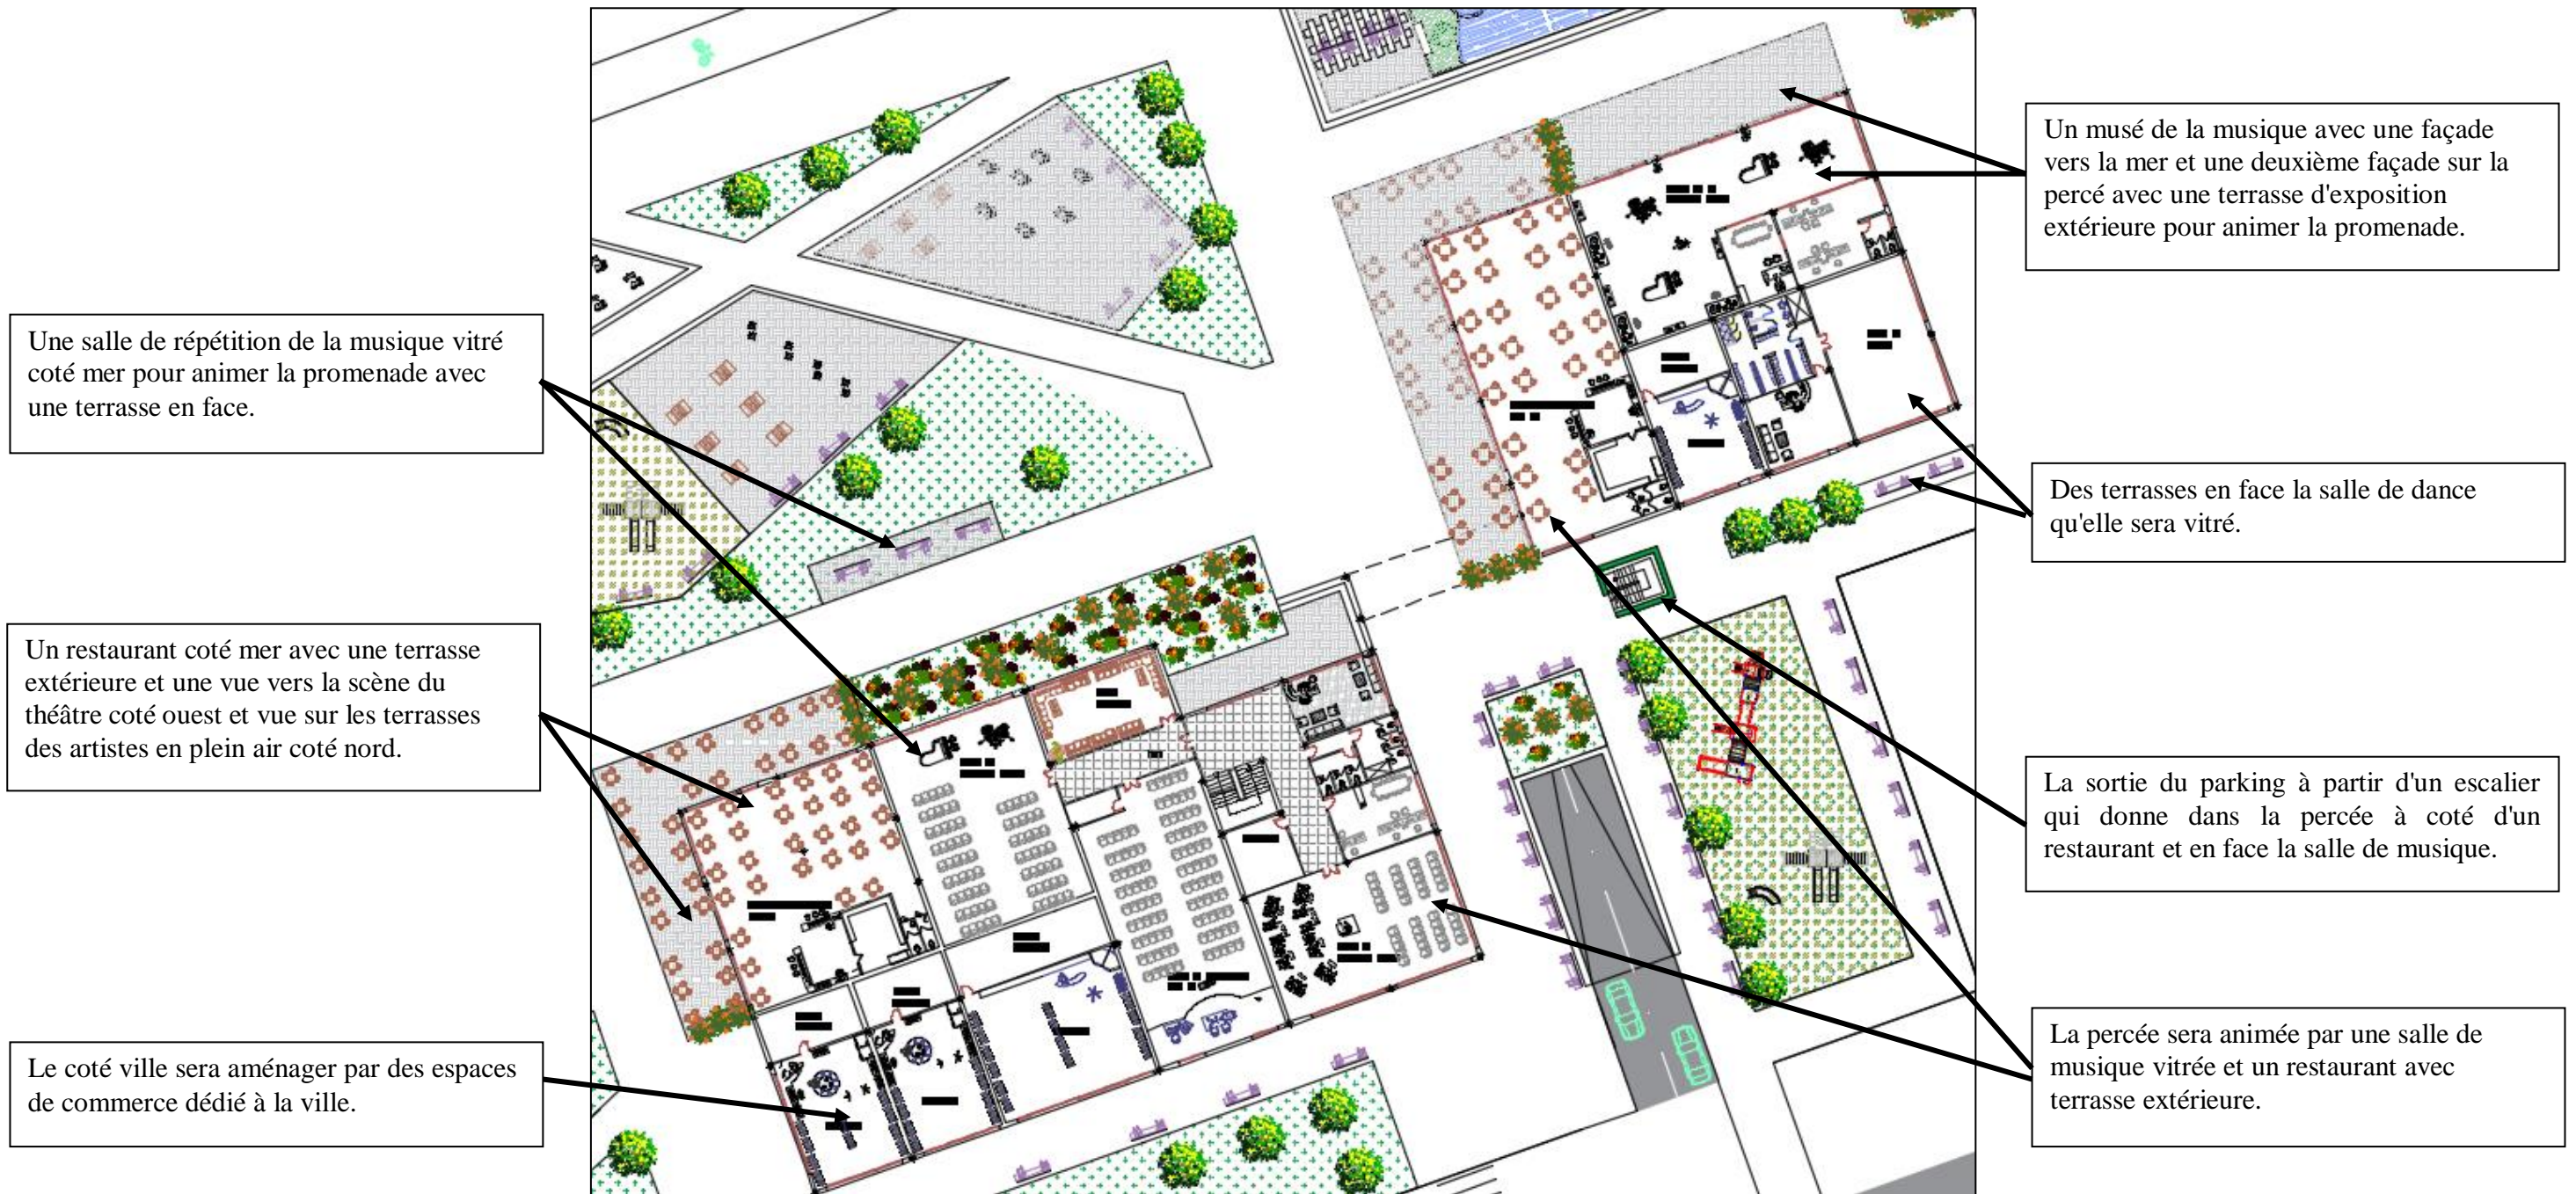 Une salle de répétition de la musique vitré
coté mer pour animer la promenade avec
une terrasse en face.
Un restaurant coté mer avec une terrasse
extérieure et une vue vers la scène du
théâtre coté ouest et vue sur les terrasses
des artistes en plein air coté nord.
Le coté ville sera aménager par des espaces
de commerce dédié à la ville.
Un musé de la musique avec une façade
vers la mer et une deuxième façade sur la
percé avec une terrasse d'exposition
extérieure pour animer la promenade.
Des terrasses en face la salle de dance
qu'elle sera vitré.
La sortie du parking à partir d'un escalier
qui donne dans la percée à coté d'un
restaurant et en face la salle de musique.
La percée sera animée par une salle de
musique vitrée et un restaurant avec
terrasse extérieure.